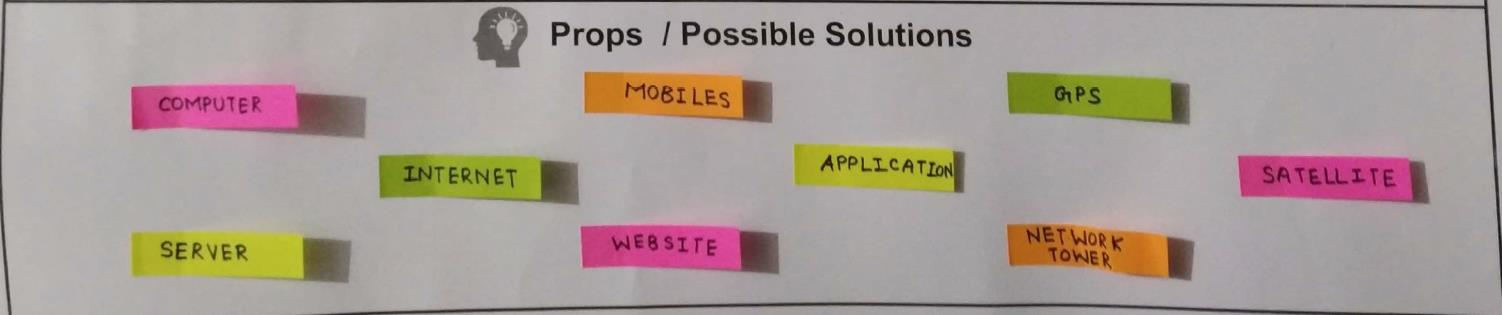 Props / Possible Solutions
COMPUTER
MOBILES
GPS
INTERNET
APPLICATION
SATELLITE
SERVER
WEBSITE
NETWORK
TOWER